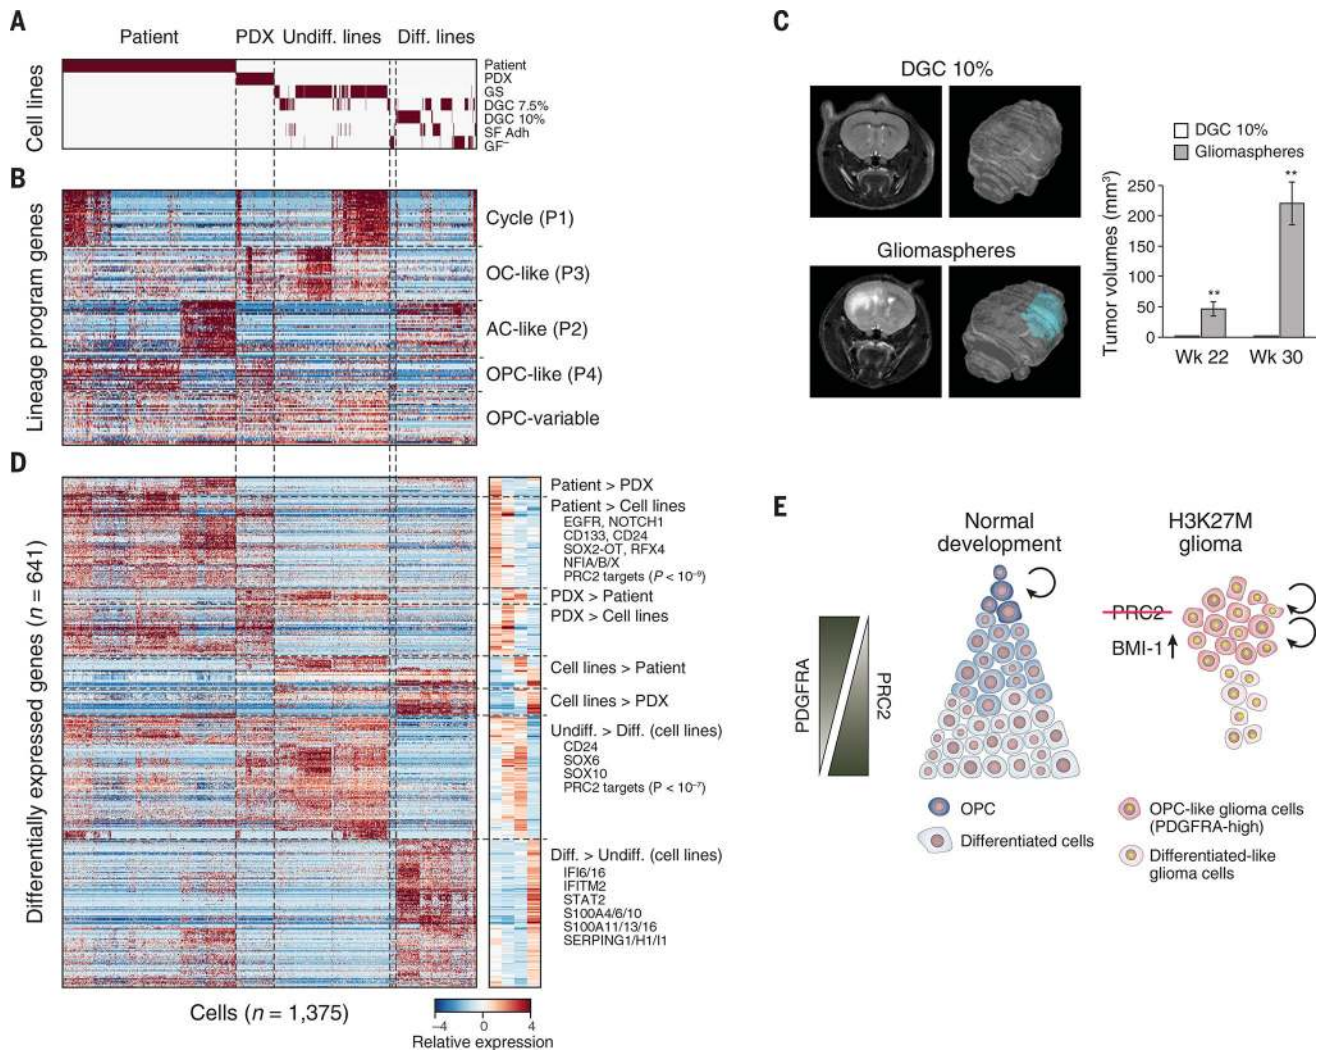 A
Patient PDX Undiff. lines Diff. lines
Cell lines
Patient
PDX
GS
DGC 7.5%
DGC 10%
SF Adh
GF⁻
B
Lineage program genes
Cycle (P1)
OC-like (P3)
AC-like (P2)
OPC-like (P4)
OPC-variable
C
DGC 10%
Gliomaspheres
DGC 10%
Gliomaspheres
Tumor volumes (mm³)
250
200
150
100
50
0
**
**
Wk 22 Wk 30
D
Differentially expressed genes (n = 641)
Patient > PDX
Patient > Cell lines
EGFR, NOTCH1
CD133, CD24
SOX2-OT, RFX4
NFIA/B/X
PRC2 targets (P < 10⁻⁹)
PDX > Patient
PDX > Cell lines
Cell lines > Patient
Cell lines > PDX
Undiff. > Diff. (cell lines)
CD24
SOX6
SOX10
PRC2 targets (P < 10⁻⁷)
Diff. > Undiff. (cell lines)
IFI6/16
IFITM2
STAT2
S100A4/6/10
S100A11/13/16
SERPING1/H1/I1
Cells (n = 1,375)
−4 0 4
Relative expression
E
Normal
development
H3K27M
glioma
PDGFRA
PRC2
PRC2
BMI-1
OPC
Differentiated cells
OPC-like glioma cells
(PDGFRA-high)
Differentiated-like
glioma cells